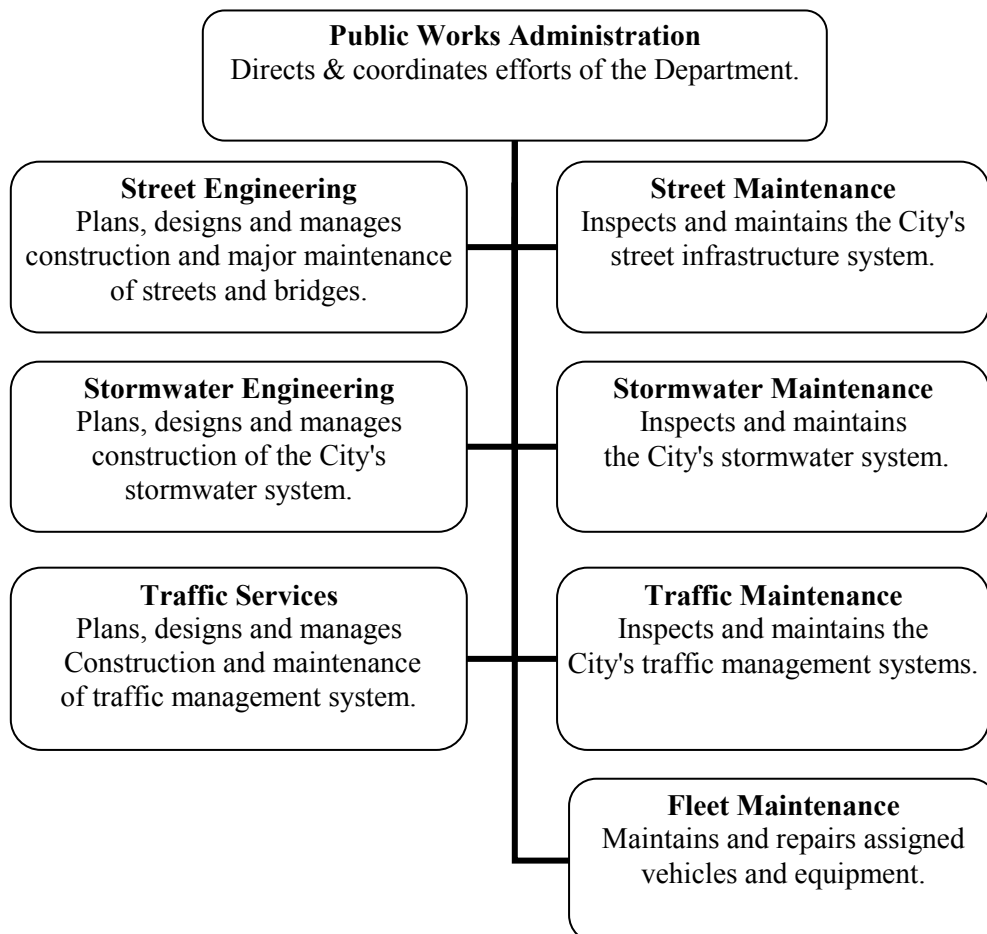 Public Works Administration
Directs & coordinates efforts of the Department.
Street Engineering
Plans, designs and manages
construction and major maintenance
of streets and bridges.
Street Maintenance
Inspects and maintains the City's
street infrastructure system.
Stormwater Engineering
Plans, designs and manages
construction of the City's
stormwater system.
Stormwater Maintenance
Inspects and maintains
the City's stormwater system.
Traffic Services
Plans, designs and manages
Construction and maintenance
of traffic management system.
Traffic Maintenance
Inspects and maintains the
City's traffic management systems.
Fleet Maintenance
Maintains and repairs assigned
vehicles and equipment.